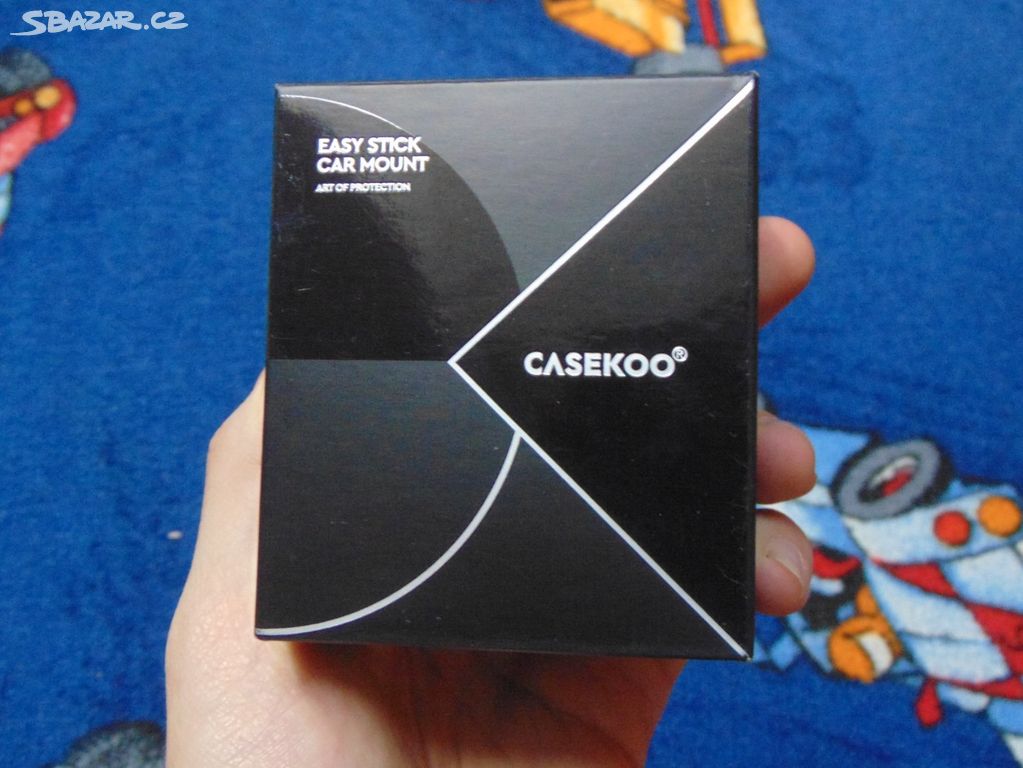 SBAZAR.CZ
EASY STICK
CAR MOUNT
ART OF PROTECTION
CASEKOO®